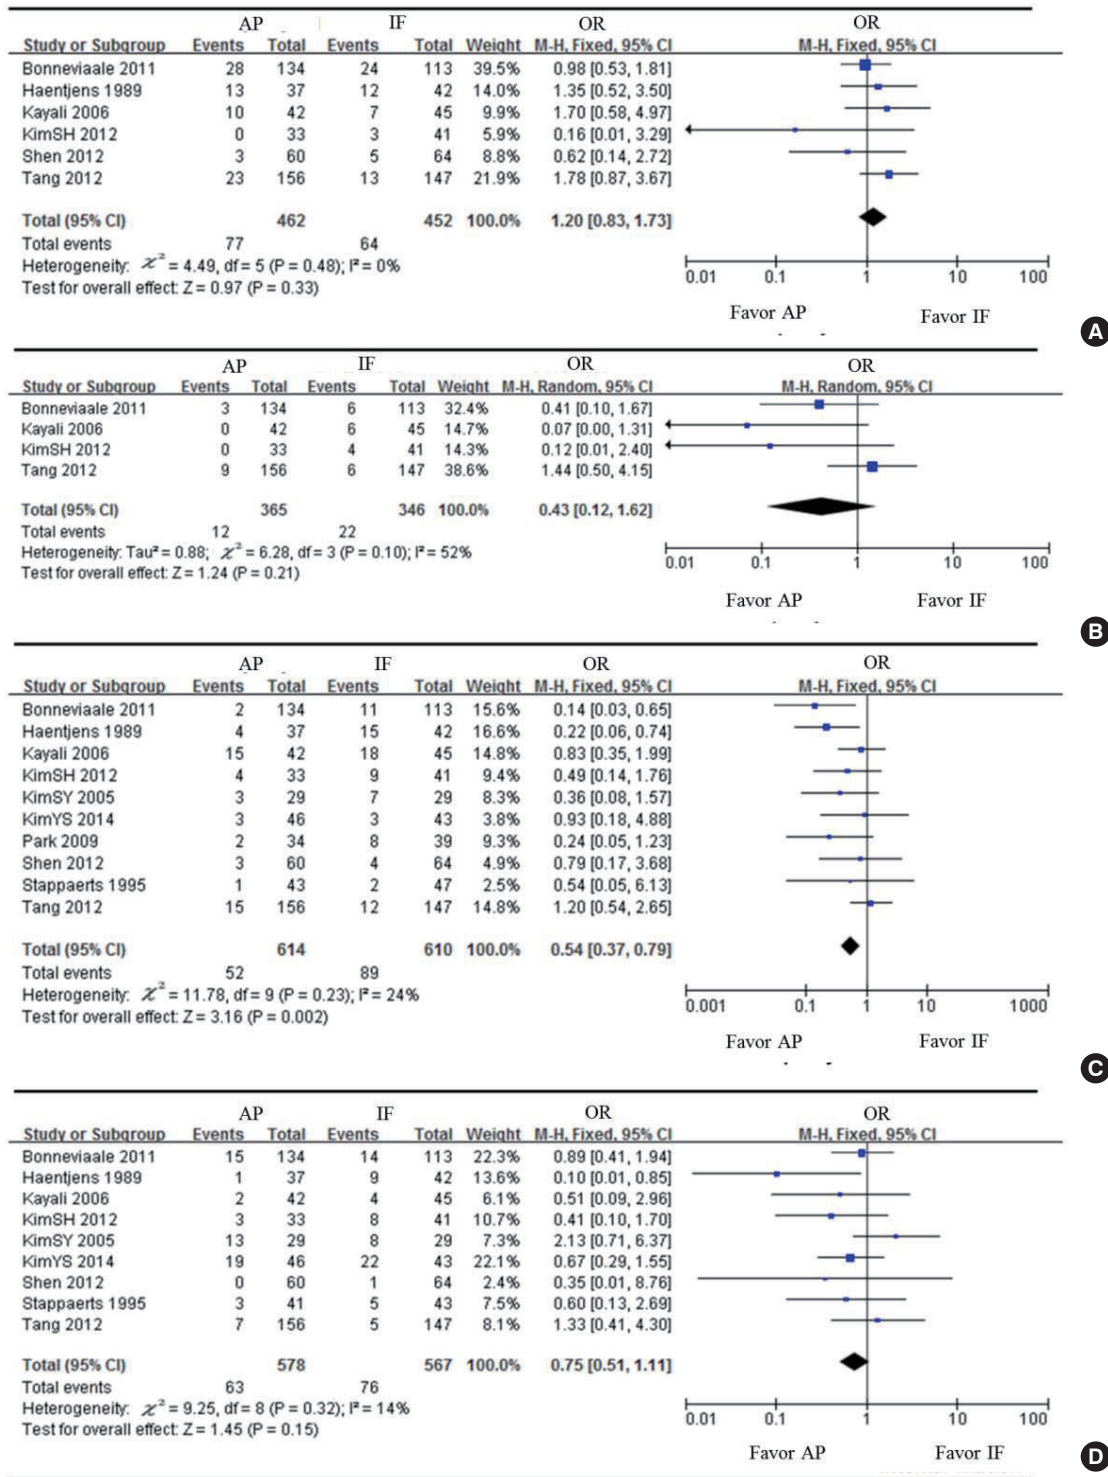 AP IF OR OR
Study or Subgroup Events Total Events Total Weight M-H, Fixed, 95% CI M-H, Fixed, 95% CI
Bonneviaale 2011 28 134 24 113 39.5% 0.98 [0.53, 1.81]
Haentjens 1989 13 37 12 42 14.0% 1.35 [0.52, 3.50]
Kayali 2006 10 42 7 45 9.9% 1.70 [0.58, 4.97]
KimSH 2012 0 33 3 41 5.9% 0.16 [0.01, 3.29]
Shen 2012 3 60 5 64 8.8% 0.62 [0.14, 2.72]
Tang 2012 23 156 13 147 21.9% 1.78 [0.87, 3.67]
Total (95% CI) 462 452 100.0% 1.20 [0.83, 1.73]
Total events 77 64
Heterogeneity: χ² = 4.49, df = 5 (P = 0.48); I² = 0%
Test for overall effect: Z = 0.97 (P = 0.33)
0.01 0.1 1 10 100
Favor AP Favor IF
A
AP IF OR OR
Study or Subgroup Events Total Events Total Weight M-H, Random, 95% CI M-H, Random, 95% CI
Bonneviaale 2011 3 134 6 113 32.4% 0.41 [0.10, 1.67]
Kayali 2006 0 42 6 45 14.7% 0.07 [0.00, 1.31]
KimSH 2012 0 33 4 41 14.3% 0.12 [0.01, 2.40]
Tang 2012 9 156 6 147 38.6% 1.44 [0.50, 4.15]
Total (95% CI) 365 346 100.0% 0.43 [0.12, 1.62]
Total events 12 22
Heterogeneity: Tau² = 0.88; χ² = 6.28, df = 3 (P = 0.10); I² = 52%
Test for overall effect: Z = 1.24 (P = 0.21)
0.01 0.1 1 10 100
Favor AP Favor IF
B
AP IF OR OR
Study or Subgroup Events Total Events Total Weight M-H, Fixed, 95% CI M-H, Fixed, 95% CI
Bonneviaale 2011 2 134 11 113 15.6% 0.14 [0.03, 0.65]
Haentjens 1989 4 37 15 42 16.6% 0.22 [0.06, 0.74]
Kayali 2006 15 42 18 45 14.8% 0.83 [0.35, 1.99]
KimSH 2012 4 33 9 41 9.4% 0.49 [0.14, 1.76]
KimSY 2005 3 29 7 29 8.3% 0.36 [0.08, 1.57]
KimYS 2014 3 46 3 43 3.8% 0.93 [0.18, 4.88]
Park 2009 2 34 8 39 9.3% 0.24 [0.05, 1.23]
Shen 2012 3 60 4 64 4.9% 0.79 [0.17, 3.68]
Stappaerts 1995 1 43 2 47 2.5% 0.54 [0.05, 6.13]
Tang 2012 15 156 12 147 14.8% 1.20 [0.54, 2.65]
Total (95% CI) 614 610 100.0% 0.54 [0.37, 0.79]
Total events 52 89
Heterogeneity: χ² = 11.78, df = 9 (P = 0.23); I² = 24%
Test for overall effect: Z = 3.16 (P = 0.002)
0.001 0.1 1 10 1000
Favor AP Favor IF
C
AP IF OR OR
Study or Subgroup Events Total Events Total Weight M-H, Fixed, 95% CI M-H, Fixed, 95% CI
Bonneviaale 2011 15 134 14 113 22.3% 0.89 [0.41, 1.94]
Haentjens 1989 1 37 9 42 13.6% 0.10 [0.01, 0.85]
Kayali 2006 2 42 4 45 6.1% 0.51 [0.09, 2.96]
KimSH 2012 3 33 8 41 10.7% 0.41 [0.10, 1.70]
KimSY 2005 13 29 8 29 7.3% 2.13 [0.71, 6.37]
KimYS 2014 19 46 22 43 22.1% 0.67 [0.29, 1.55]
Shen 2012 0 60 1 64 2.4% 0.35 [0.01, 8.76]
Stappaerts 1995 3 41 5 43 7.5% 0.60 [0.13, 2.69]
Tang 2012 7 156 5 147 8.1% 1.33 [0.41, 4.30]
Total (95% CI) 578 567 100.0% 0.75 [0.51, 1.11]
Total events 63 76
Heterogeneity: χ² = 9.25, df = 8 (P = 0.32); I² = 14%
Test for overall effect: Z = 1.45 (P = 0.15)
0.01 0.1 1 10 100
Favor AP Favor IF
D